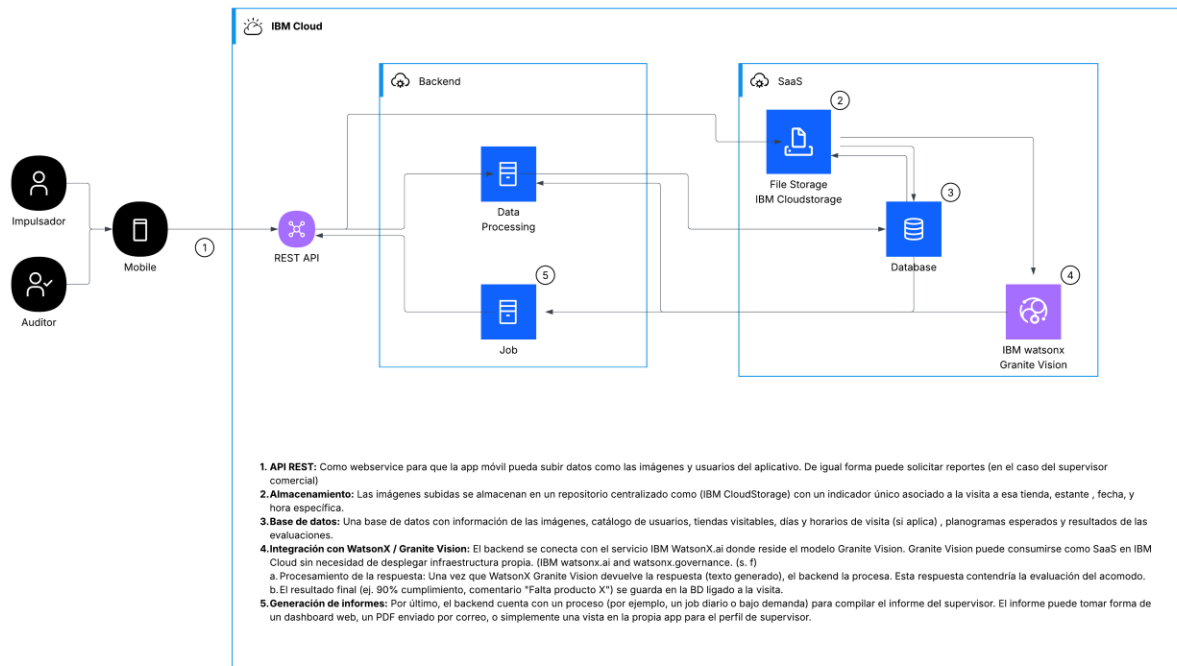 IBM Cloud
Backend
SaaS
2
File Storage
IBM Cloudstorage
Impulsador
Data
Processing
3
Mobile
1
REST API
Database
Auditor
5
4
Job
IBM watsonx
Granite Vision
1. API REST: Como webservice para que la app móvil pueda subir datos como las imágenes y usuarios del aplicativo. De igual forma puede solicitar reportes (en el caso del supervisor
comercial)
2. Almacenamiento: Las imágenes subidas se almacenan en un repositorio centralizado como (IBM CloudStorage) con un indicador único asociado a la visita a esa tienda, estante , fecha, y
hora específica.
3. Base de datos: Una base de datos con información de las imágenes, catálogo de usuarios, tiendas visitables, días y horarios de visita (si aplica) , planogramas esperados y resultados de las
evaluaciones.
4. Integración con WatsonX / Granite Vision: El backend se conecta con el servicio IBM WatsonX.ai donde reside el modelo Granite Vision. Granite Vision puede consumirse como SaaS en IBM
Cloud sin necesidad de desplegar infraestructura propia. (IBM watsonx.ai and watsonx.governance. (s. f)
a. Procesamiento de la respuesta: Una vez que WatsonX Granite Vision devuelve la respuesta (texto generado), el backend la procesa. Esta respuesta contendría la evaluación del acomodo.
b. El resultado final (ej. 90% cumplimiento, comentario "Falta producto X") se guarda en la BD ligado a la visita.
5. Generación de informes: Por último, el backend cuenta con un proceso (por ejemplo, un job diario o bajo demanda) para compilar el informe del supervisor. El informe puede tomar forma de
un dashboard web, un PDF enviado por correo, o simplemente una vista en la propia app para el perfil de supervisor.